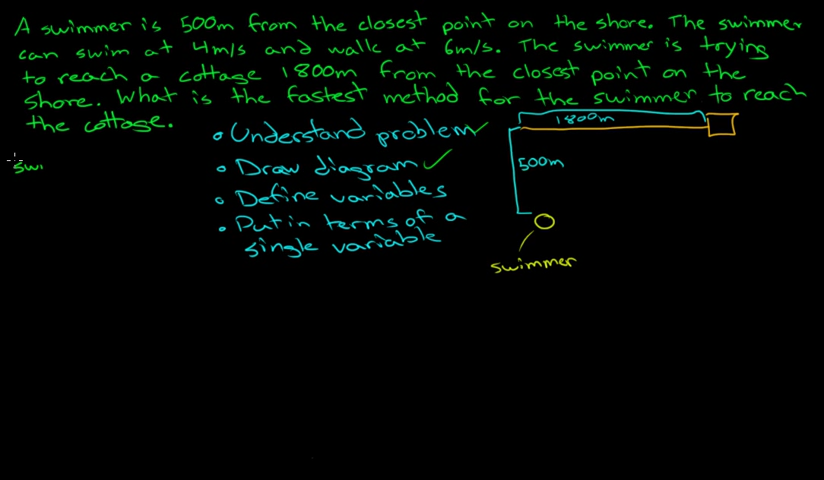 A swimmer is 500m from the closest point on the shore. The swimmer
can swim at 4m/s and walk at 6m/s. The swimmer is trying
to reach a cottage 1800m from the closest point on the
shore. What is the fastest method for the swimmer to reach
the cottage.
• Understand problem ✓
• Draw diagram ✓
• Define variables
• Put in terms of a
single variable
swi
1800m
500m
swimmer